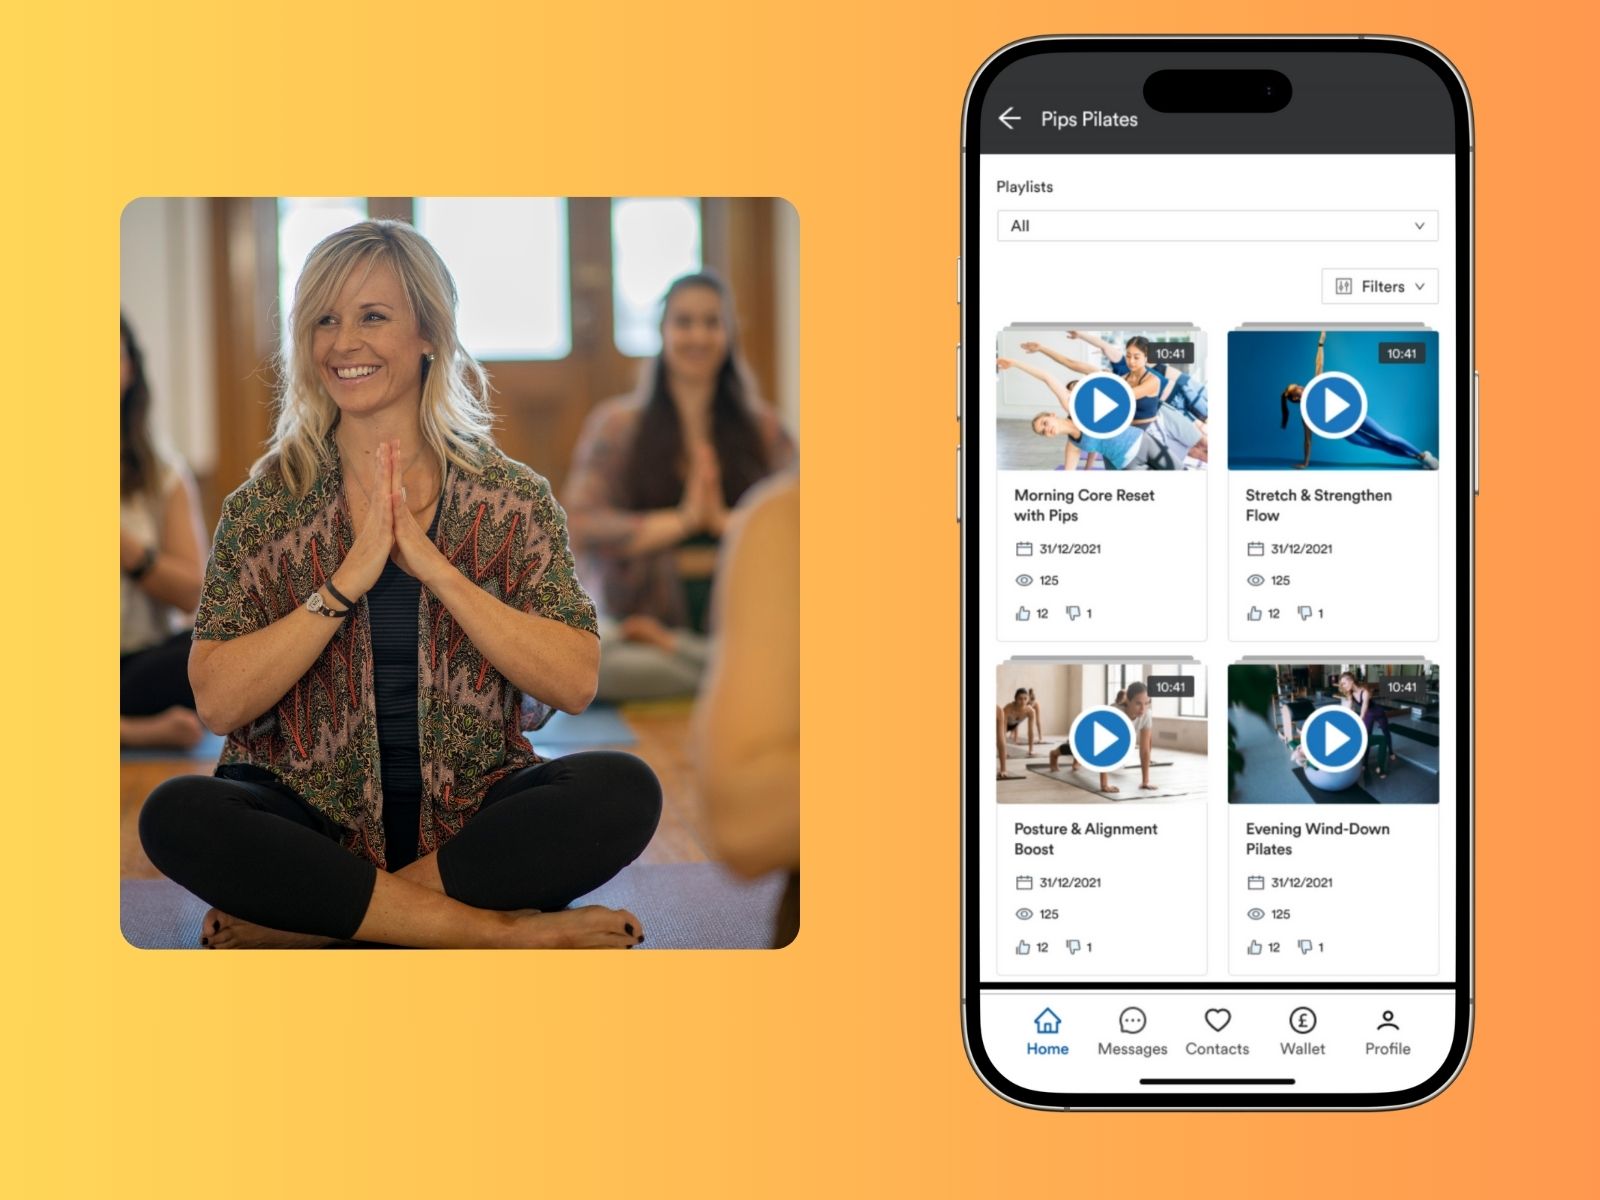 Pips Pilates
Playlists
All
Filters
10:41
10:41
Morning Core Reset
with Pips
31/12/2021
125
12 1
Stretch & Strengthen
Flow
31/12/2021
125
12 1
10:41
10:41
Posture & Alignment
Boost
31/12/2021
125
12 1
Evening Wind-Down
Pilates
31/12/2021
125
12 1
£
Home Messages Contacts Wallet Profile